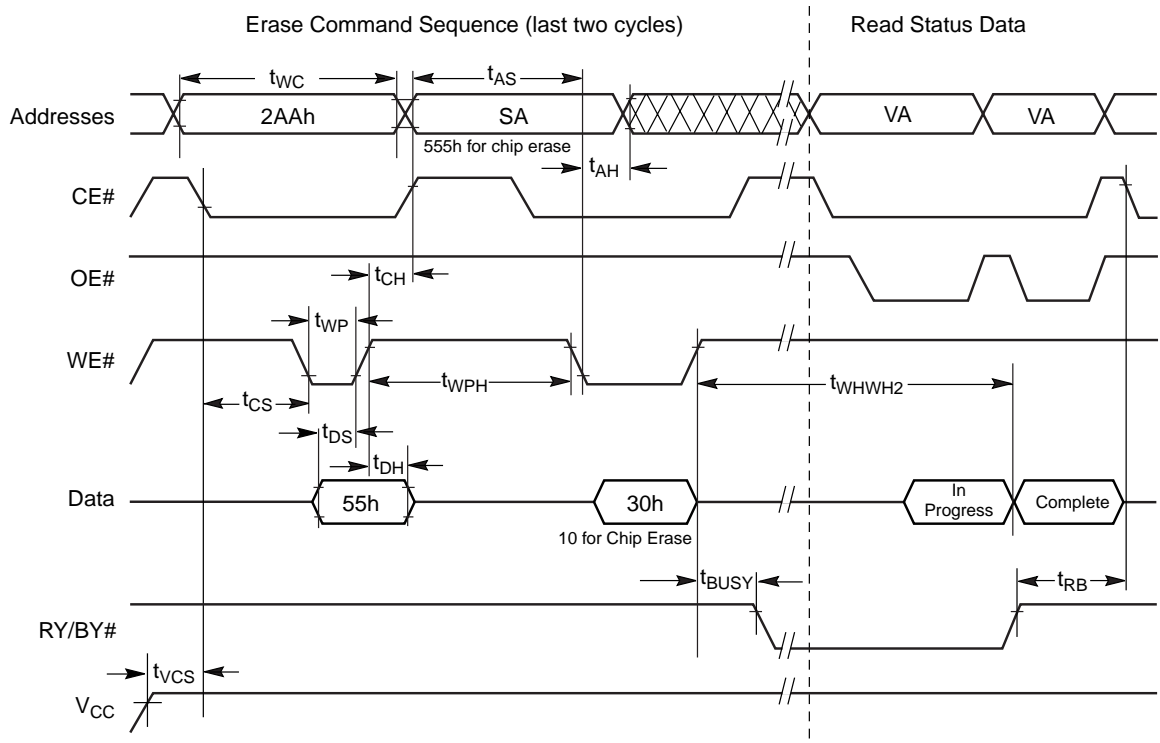 Erase Command Sequence (last two cycles)
Read Status Data
tWC
tAS
Addresses
2AAh
SA
VA
VA
555h for chip erase
tAH
CE#
OE#
tCH
tWP
WE#
tWPH
tWHWH2
tCS
tDS
tDH
Data
55h
30h
In
Progress
Complete
10 for Chip Erase
tBUSY
tRB
RY/BY#
tVCS
VCC